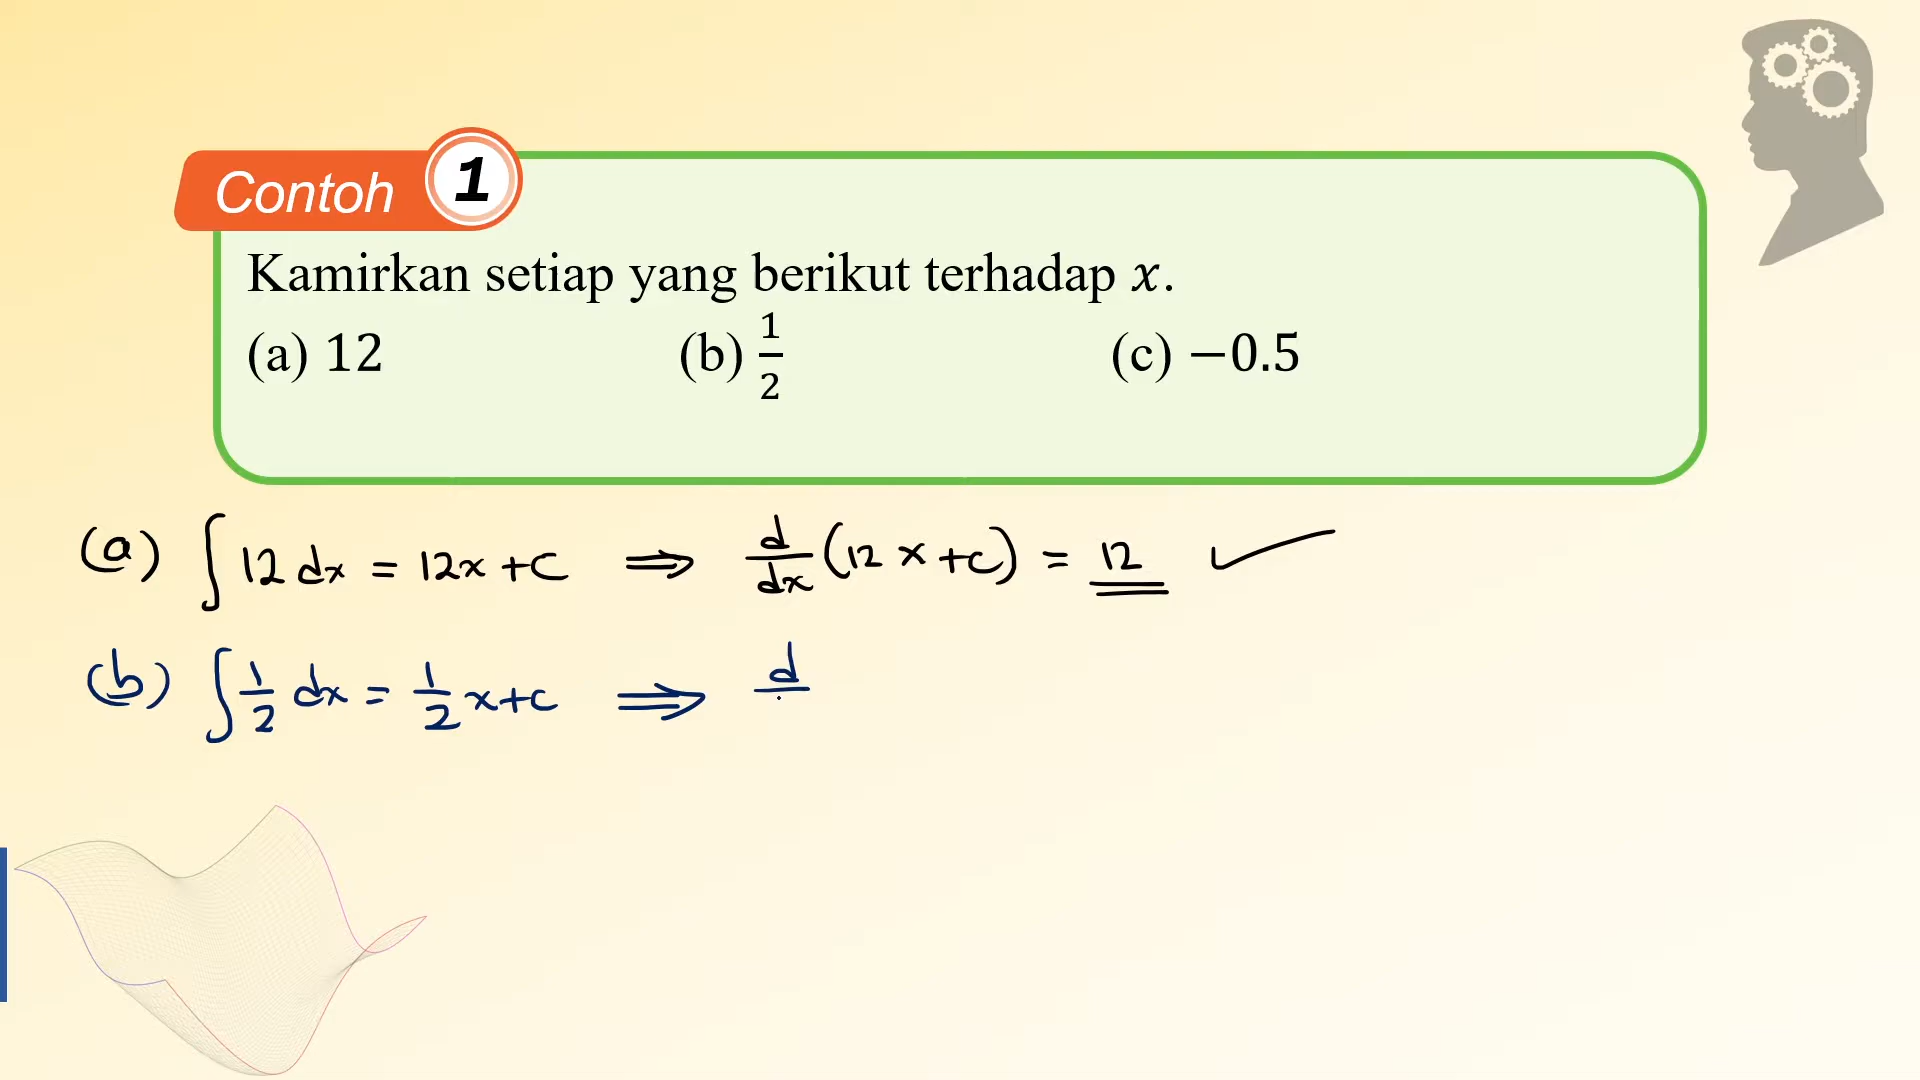 Contoh 1
Kamirkan setiap yang berikut terhadap x.
(a) 12 (b) 1/2 (c) −0.5
(a) ∫ 12 dx = 12x + C ⇒ d/dx (12x + C) = 12 ✓
(b) ∫ 1/2 dx = 1/2 x + C ⇒ d